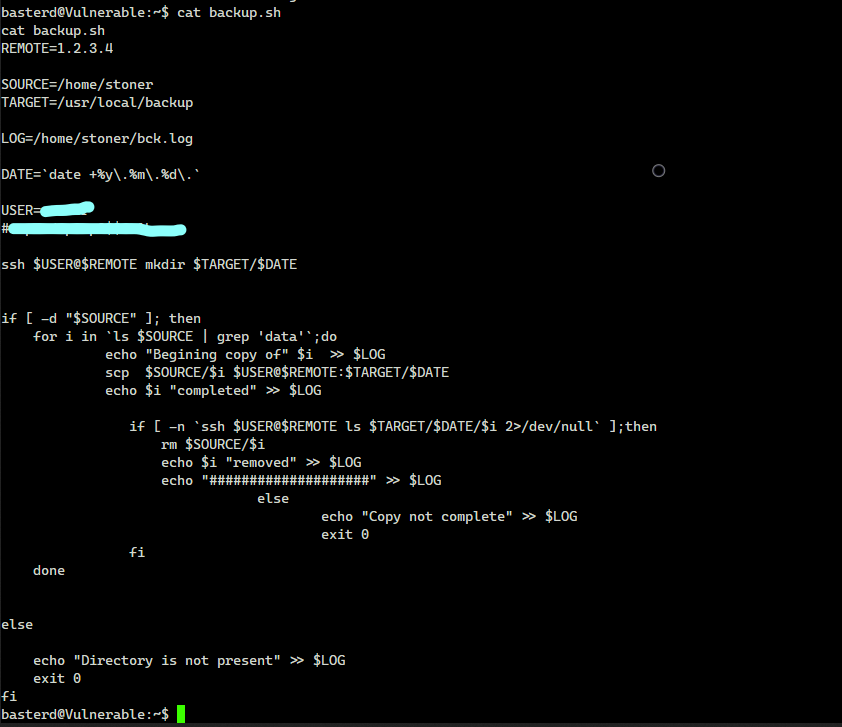 basterd@Vulnerable:~$ cat backup.sh
cat backup.sh
REMOTE=1.2.3.4
SOURCE=/home/stoner
TARGET=/usr/local/backup
LOG=/home/stoner/bck.log
DATE=`date +%y\.%m\.%d\.`
USER=
#
ssh $USER@$REMOTE mkdir $TARGET/$DATE
if [ -d "$SOURCE" ]; then
    for i in `ls $SOURCE | grep 'data'`;do
             echo "Begining copy of" $i  >> $LOG
             scp  $SOURCE/$i $USER@$REMOTE:$TARGET/$DATE
             echo $i "completed" >> $LOG
                if [ -n `ssh $USER@$REMOTE ls $TARGET/$DATE/$i 2>/dev/null` ];then
                    rm $SOURCE/$i
                    echo $i "removed" >> $LOG
                    echo "####################" >> $LOG
                                else
                                        echo "Copy not complete" >> $LOG
                                        exit 0
                fi
    done
else
    echo "Directory is not present" >> $LOG
    exit 0
fi
basterd@Vulnerable:~$